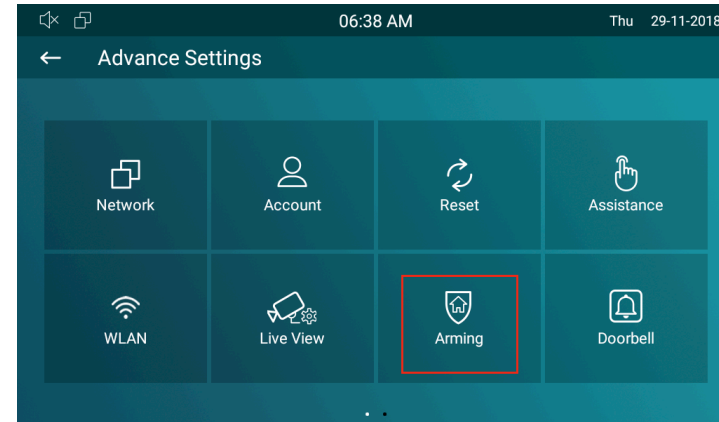 06:38 AM Thu 29-11-2018
Advance Settings
Network Account Reset Assistance
WLAN Live View Arming Doorbell